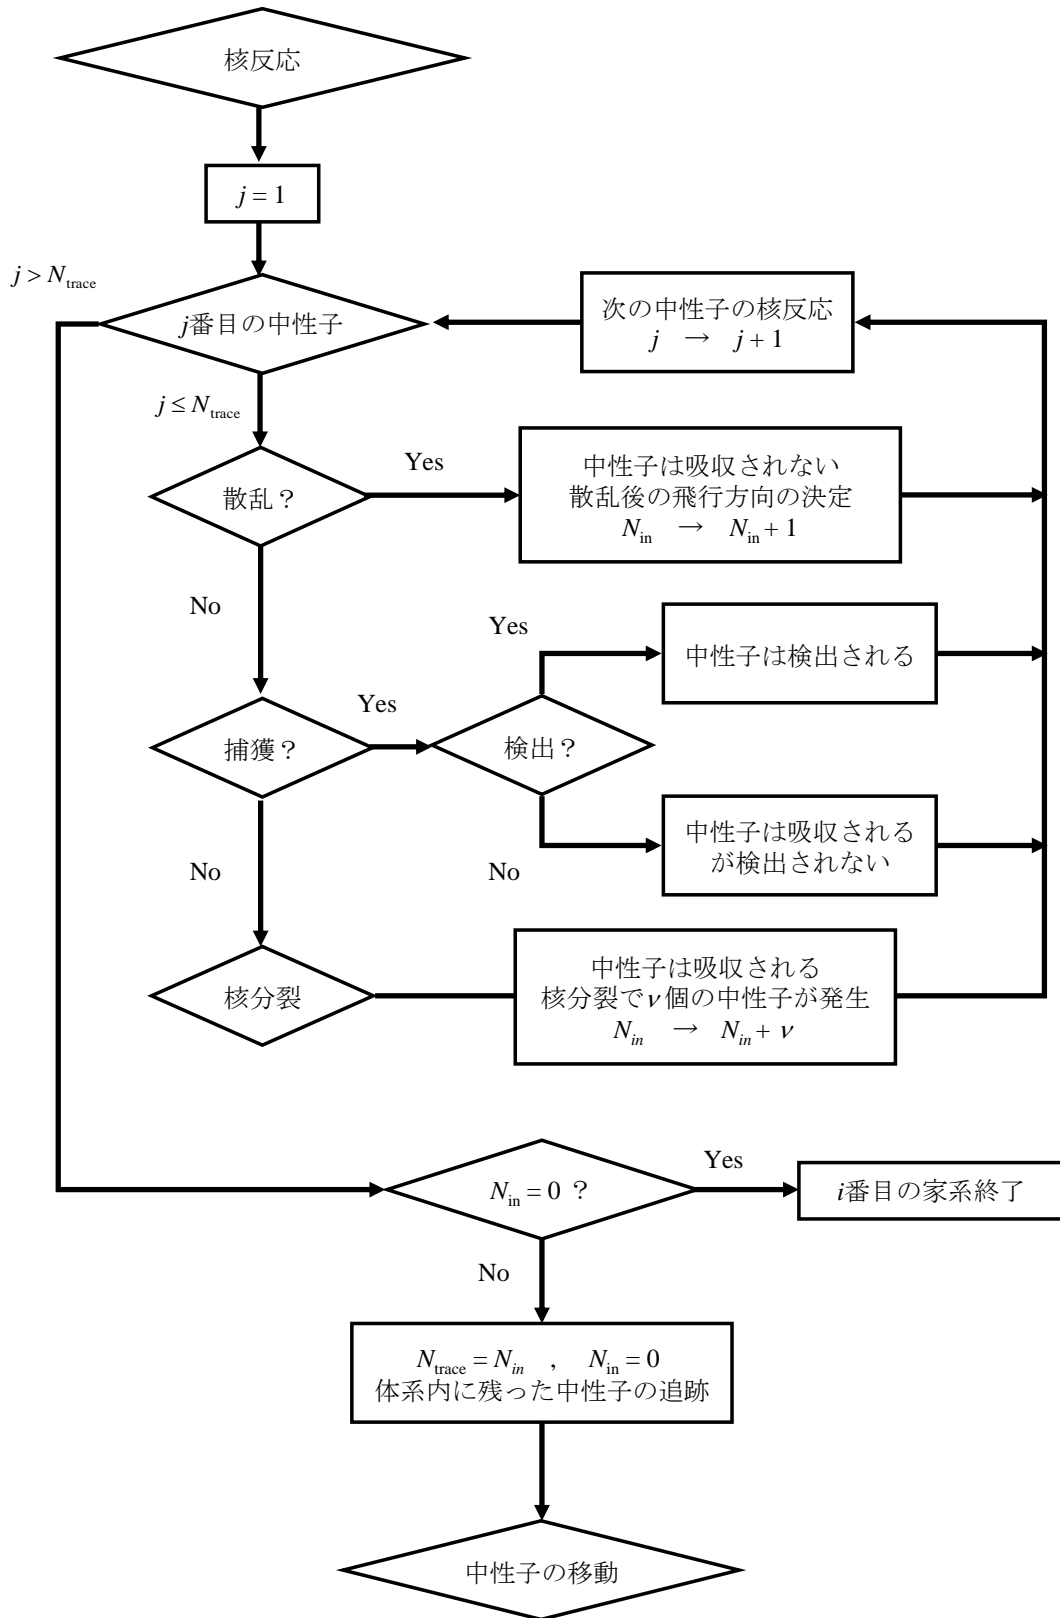 核反応
j = 1
j > N_trace
j番目の中性子
次の中性子の核反応
j → j + 1
j ≤ N_trace
散乱？
Yes
中性子は吸収されない
散乱後の飛行方向の決定
N_in → N_in + 1
No
捕獲？
Yes
検出？
Yes
中性子は検出される
No
中性子は吸収される
が検出されない
No
核分裂
中性子は吸収される
核分裂でν個の中性子が発生
N_in → N_in + ν
N_in = 0 ？
Yes
i番目の家系終了
No
N_trace = N_in , N_in = 0
体系内に残った中性子の追跡
中性子の移動